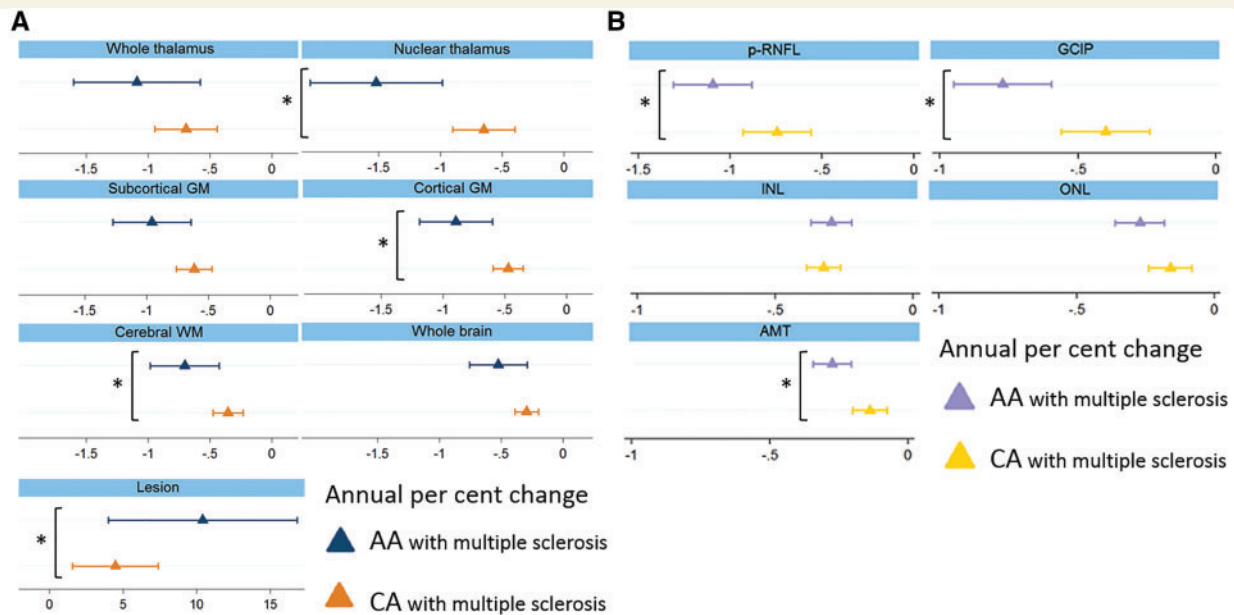 A
Whole thalamus
Nuclear thalamus
*
-1.5 -1 -.5 0
-1.5 -1 -.5 0
Subcortical GM
Cortical GM
*
-1.5 -1 -.5 0
-1.5 -1 -.5 0
Cerebral WM
Whole brain
*
-1.5 -1 -.5 0
-1.5 -1 -.5 0
Lesion
*
0 5 10 15
Annual per cent change
AA with multiple sclerosis
CA with multiple sclerosis
B
p-RNFL
GCIP
*
*
-1.5 -1 -.5 0
-1 -.5 0
INL
ONL
-1 -.5 0
-1 -.5 0
AMT
*
-1 -.5 0
Annual per cent change
AA with multiple sclerosis
CA with multiple sclerosis